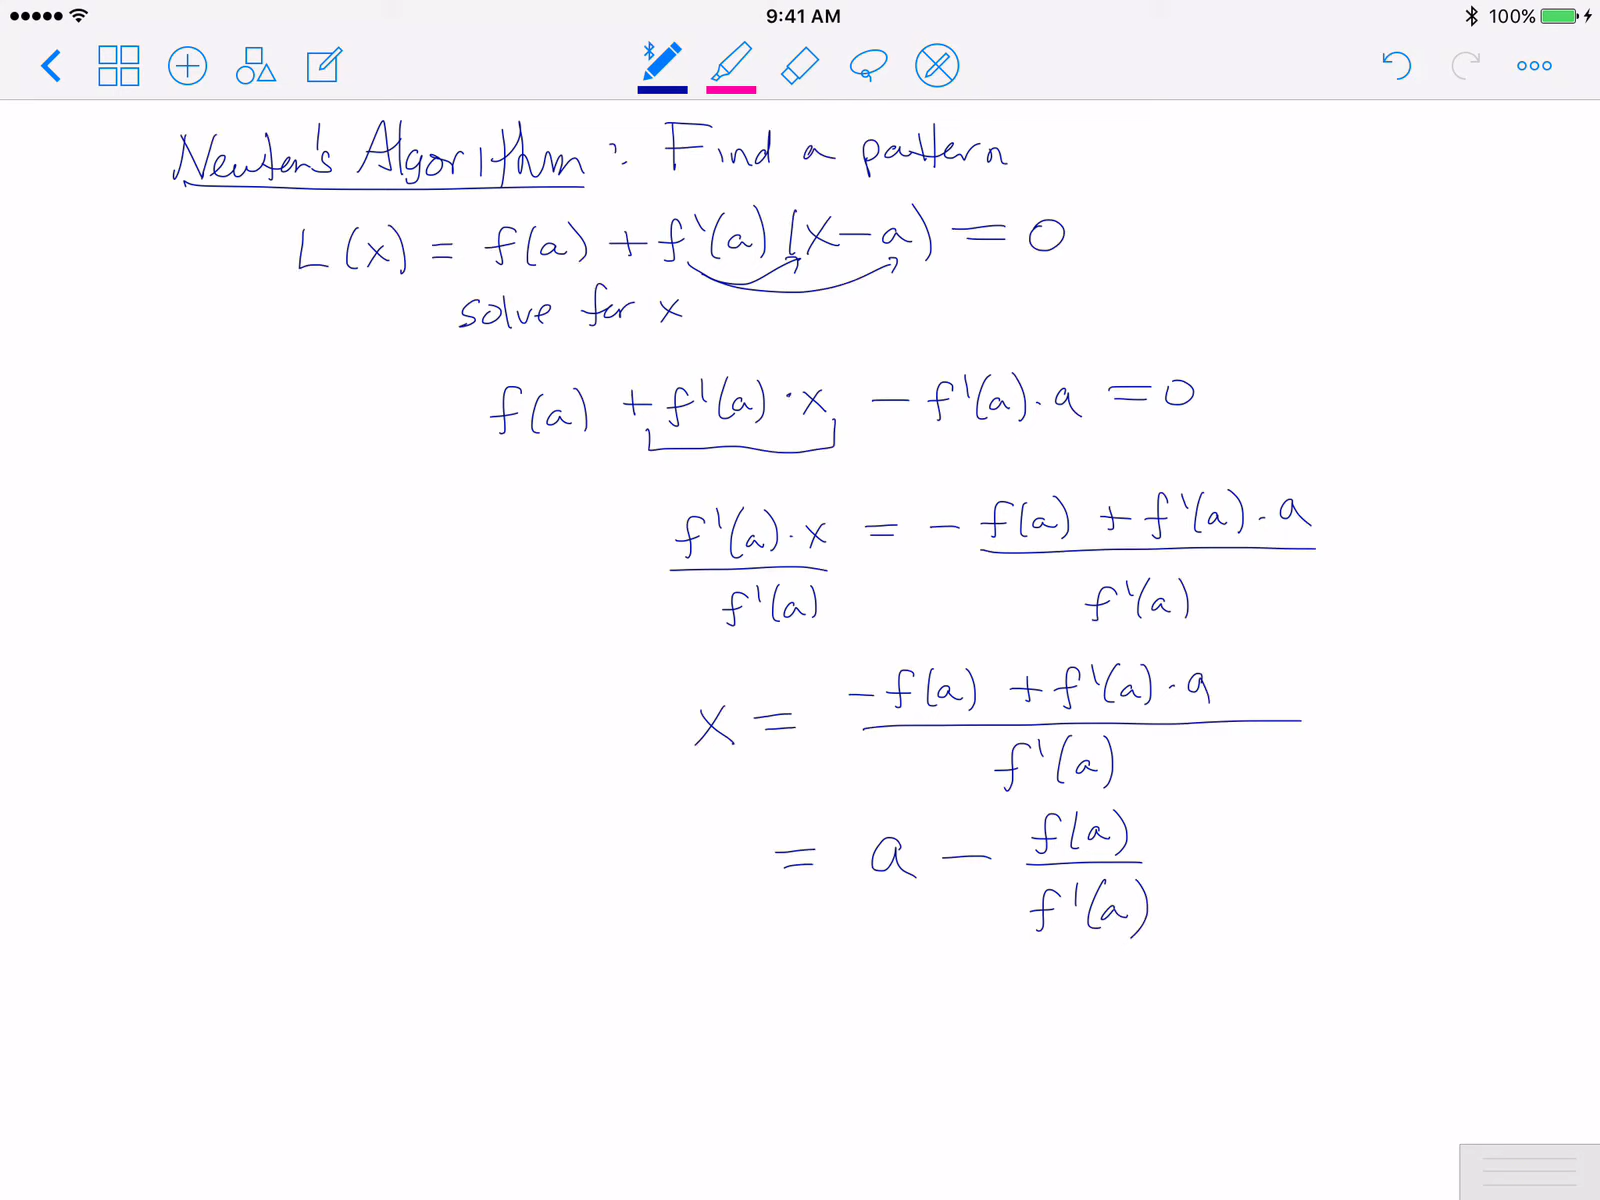 9:41 AM
100%
Newton's Algorithm : Find a pattern
L(x) = f(a) + f'(a) (x-a) = 0
solve for x
f(a) + f'(a) · x - f'(a) · a = 0
f'(a) · x = - f(a) + f'(a) · a
f'(a) f'(a)
x = -f(a) + f'(a) · a
f'(a)
= a - f(a)
f'(a)